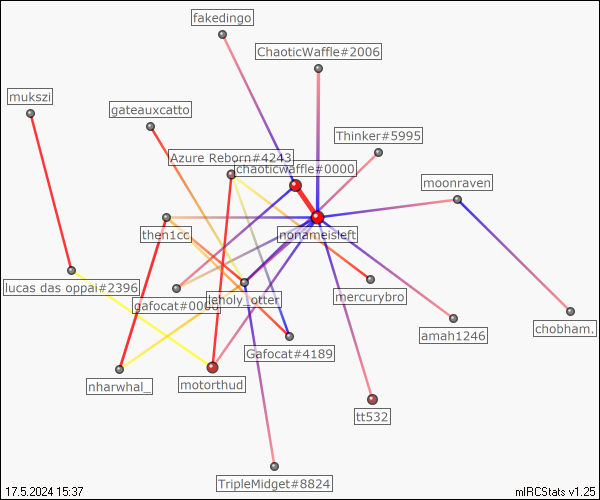 fakedingo
ChaoticWaffle#2006
mukszi
gateauxcatto
Thinker#5995
Azure Reborn#4243
chaoticwaffle#0000
moonraven
then1cc
nonameisleft
lucas das oppai#2396
gafocat#0000
leholy_otter
mercurybro
chobham.
amah1246
Gafocat#4189
nharwhal_
motorthud
tt532
TripleMidget#8824
17.5.2024 15:37
mIRCStats v1.25